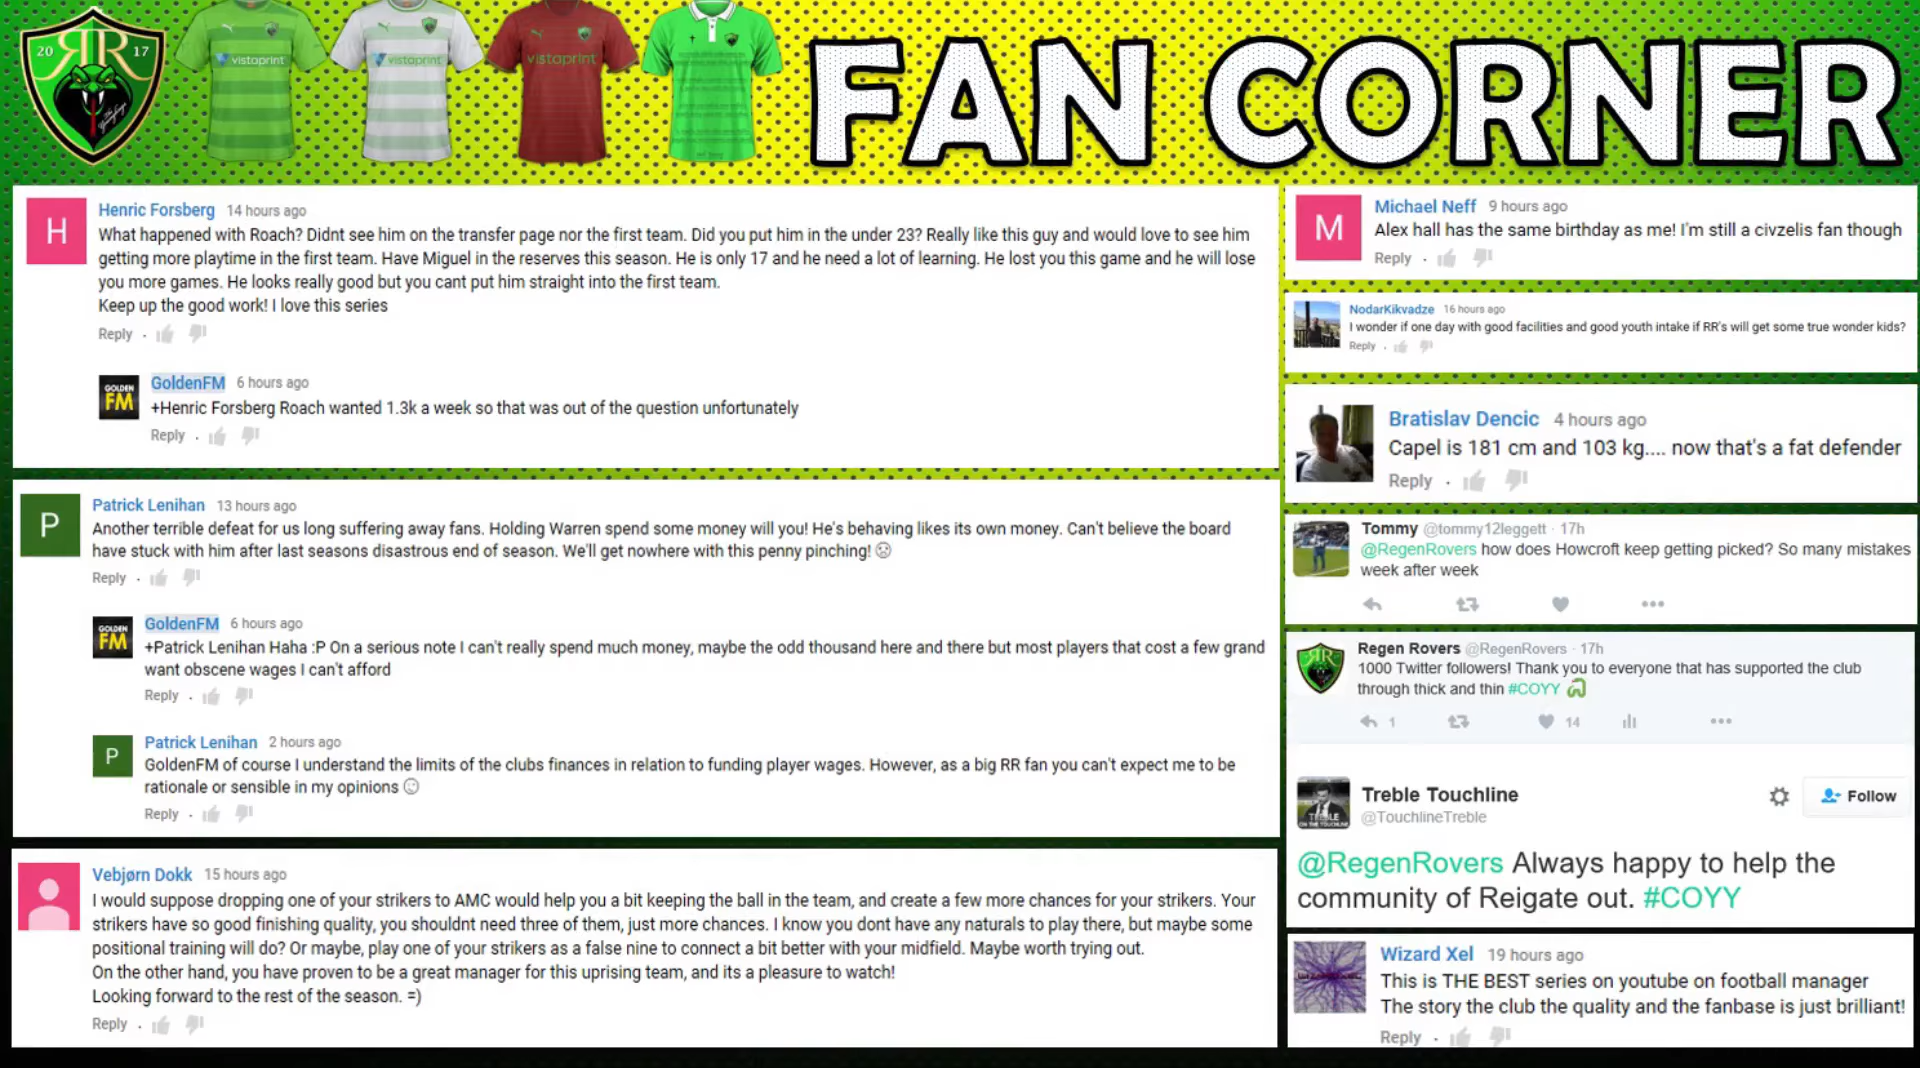 20 RR 17
vistaprint
vistaprint
vistaprint
FAN CORNER
H
Henric Forsberg 14 hours ago
What happened with Roach? Didnt see him on the transfer page nor the first team. Did you put him in the under 23? Really like this guy and would love to see him
getting more playtime in the first team. Have Miguel in the reserves this season. He is only 17 and he need a lot of learning. He lost you this game and he will lose
you more games. He looks really good but you cant put him straight into the first team.
Keep up the good work! I love this series
Reply ·
GOLDEN
FM
GoldenFM 6 hours ago
+Henric Forsberg Roach wanted 1.3k a week so that was out of the question unfortunately
Reply ·
P
Patrick Lenihan 13 hours ago
Another terrible defeat for us long suffering away fans. Holding Warren spend some money will you! He's behaving likes its own money. Can't believe the board
have stuck with him after last seasons disastrous end of season. We'll get nowhere with this penny pinching! ☹
Reply ·
GOLDEN
FM
GoldenFM 6 hours ago
+Patrick Lenihan Haha :P On a serious note I can't really spend much money, maybe the odd thousand here and there but most players that cost a few grand
want obscene wages I can't afford
Reply ·
P
Patrick Lenihan 2 hours ago
GoldenFM of course I understand the limits of the clubs finances in relation to funding player wages. However, as a big RR fan you can't expect me to be
rationale or sensible in my opinions ☺
Reply ·
Vebjørn Dokk 15 hours ago
I would suppose dropping one of your strikers to AMC would help you a bit keeping the ball in the team, and create a few more chances for your strikers. Your
strikers have so good finishing quality, you shouldnt need three of them, just more chances. I know you dont have any naturals to play there, but maybe some
positional training will do? Or maybe, play one of your strikers as a false nine to connect a bit better with your midfield. Maybe worth trying out.
On the other hand, you have proven to be a great manager for this uprising team, and its a pleasure to watch!
Looking forward to the rest of the season. =)
Reply ·
M
Michael Neff 9 hours ago
Alex hall has the same birthday as me! I'm still a civzelis fan though
Reply ·
NodarKikvadze 16 hours ago
I wonder if one day with good facilities and good youth intake if RR's will get some true wonder kids?
Reply ·
Bratislav Dencic 4 hours ago
Capel is 181 cm and 103 kg.... now that's a fat defender
Reply ·
Tommy @tommy12leggett · 17h
@RegenRovers how does Howcroft keep getting picked? So many mistakes
week after week
Regen Rovers @RegenRovers · 17h
1000 Twitter followers! Thank you to everyone that has supported the club
through thick and thin #COYY
1 14
Treble Touchline
@TouchlineTreble
Follow
TREBLE
ON THE TOUCHLINE
@RegenRovers Always happy to help the
community of Reigate out. #COYY
Wizard Xel 19 hours ago
This is THE BEST series on youtube on football manager
The story the club the quality and the fanbase is just brilliant!
Reply ·